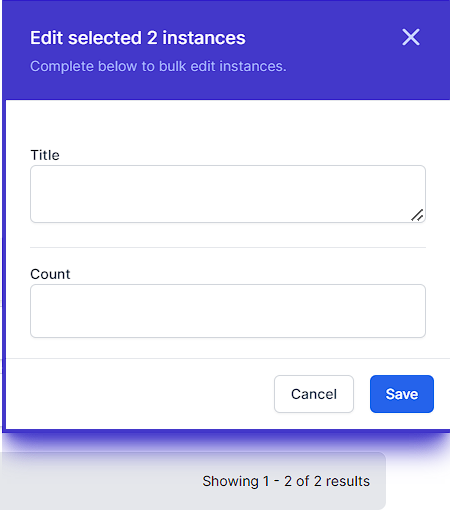 Edit selected 2 instances
Complete below to bulk edit instances.
Title
Count
Cancel Save
Showing 1 - 2 of 2 results